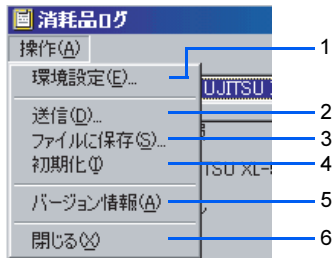 消耗品ログ
操作(A)
環境設定(E)... 1
UJITSU
送信(D)... 2
ファイルに保存(S)... 3
初期化(I) 4
TSU XL-
バージョン情報(A) 5
閉じる(X) 6